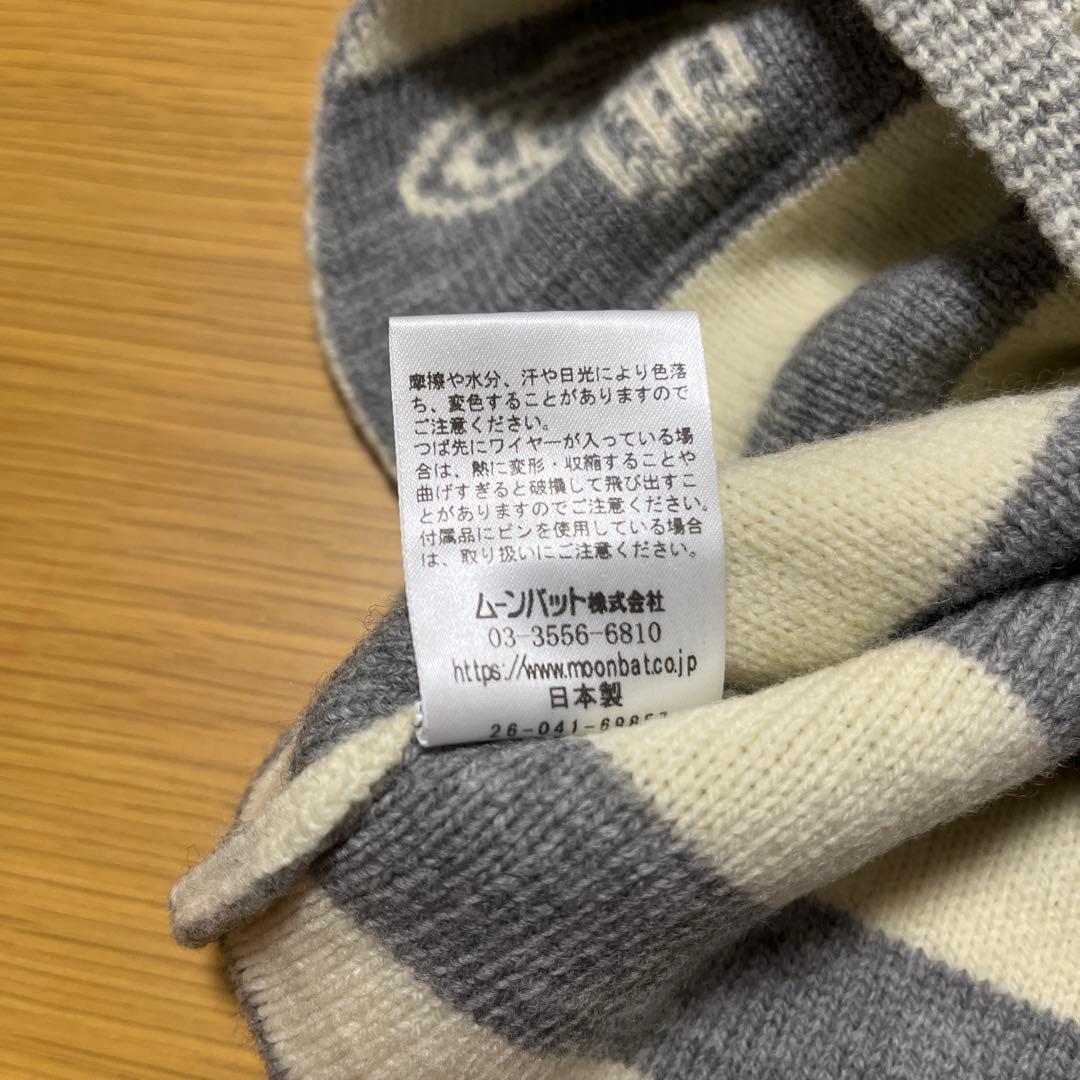 摩擦や水分、汗や日光により色落
ち、変色することがありますので
ご注意ください。
つば先にワイヤーが入っている場
合は、熱に変形・収縮することや
曲げすぎると破損して飛び出すこ
とがありますのでご注意ください。
付属品にピンを使用している場合
は、取り扱いにご注意ください。
ムーンバット株式会社
03-3556-6810
https://www.moonbat.co.jp
日本製